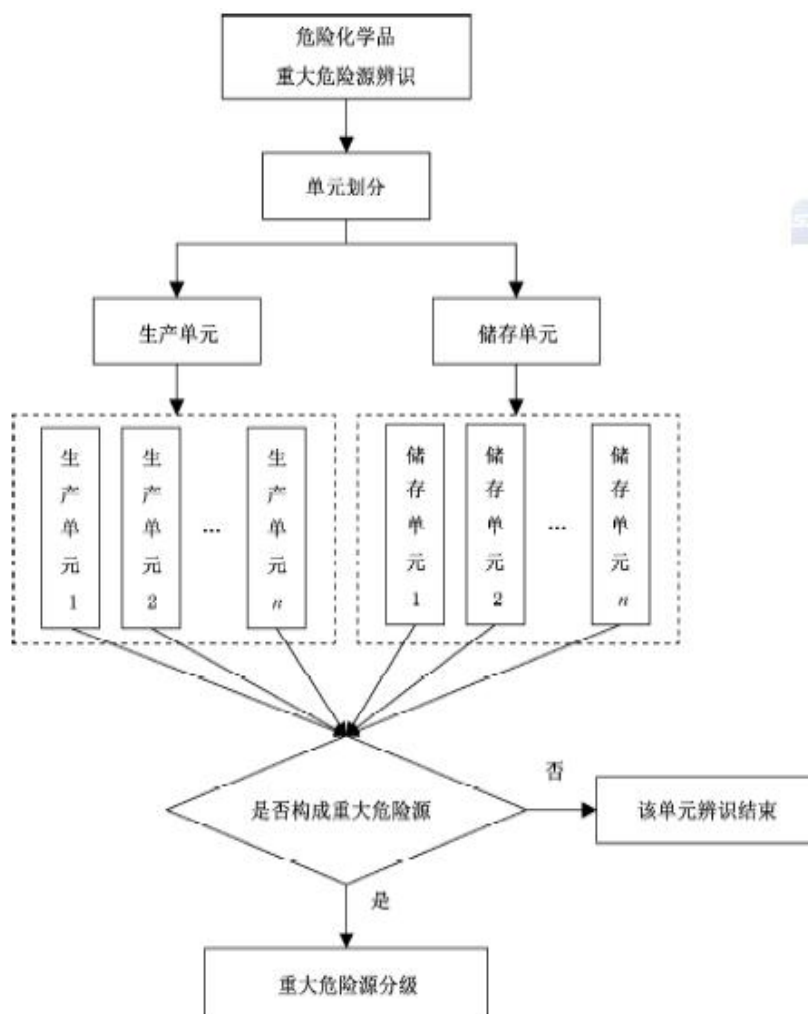 危险化学品
重大危险源辨识
单元划分
生产单元
储存单元
生产单元1
生产单元2
...
生产单元n
储存单元1
储存单元2
...
储存单元n
是否构成重大危险源
否
该单元辨识结束
是
重大危险源分级